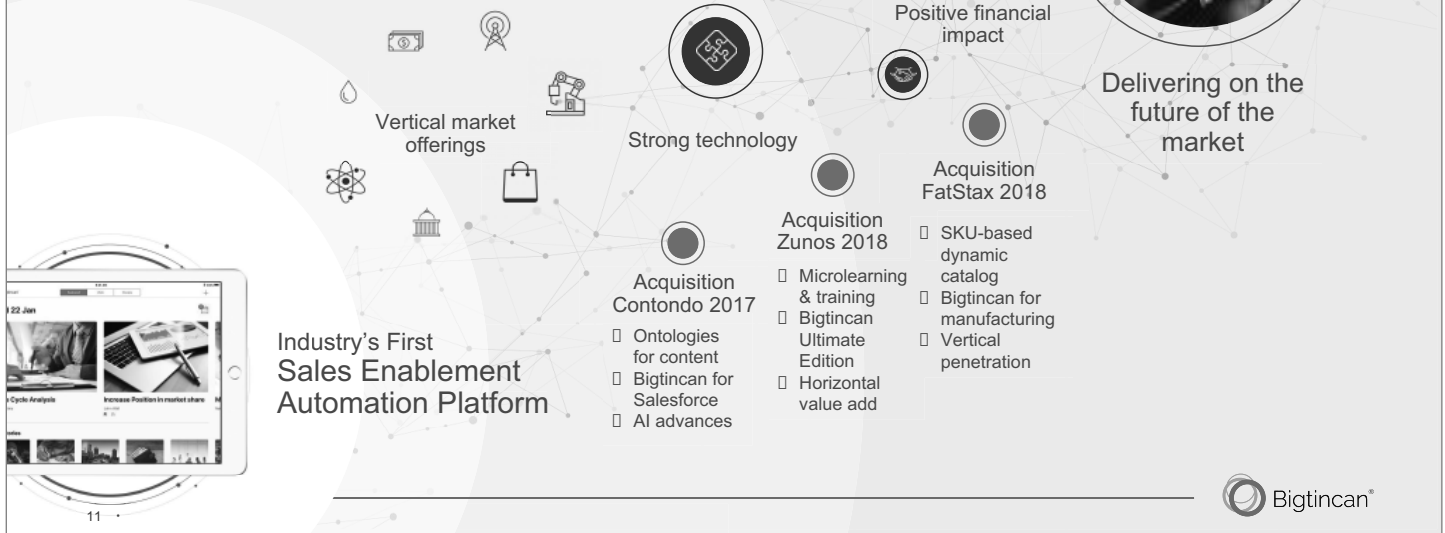 Positive financial
impact
Delivering on the
future of the
market
Vertical market
offerings
Strong technology
Acquisition
FatStax 2018
SKU-based
dynamic
catalog
Bigtincan for
manufacturing
Vertical
penetration
Acquisition
Zunos 2018
Microlearning
& training
Bigtincan
Ultimate
Edition
Horizontal
value add
Acquisition
Contondo 2017
Ontologies
for content
Bigtincan for
Salesforce
AI advances
22 Jan
Cycle Analysis
Increase Position in market share
Industry's First
Sales Enablement
Automation Platform
11
Bigtincan®